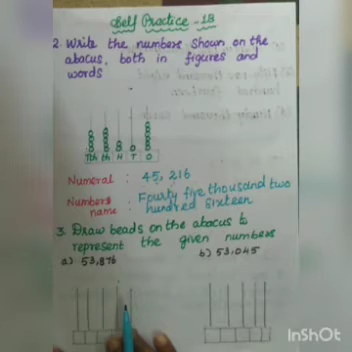 Self Practice - 1B
2. Write the numbers shown on the
abacus, both in figures and
words
Tth th H T O
Numeral : 45,216
Numbers name : Fourty five thousand two
hundred sixteen
3. Draw beads on the abacus to
represent the given numbers
a) 53,876 b) 53,045
InShOt